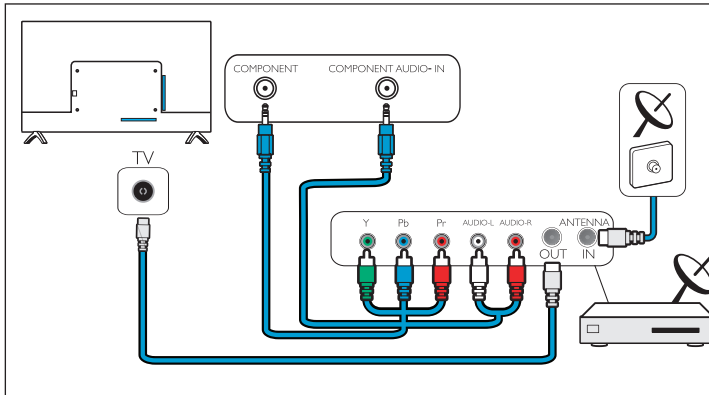 COMPONENT
COMPONENT AUDIO- IN
TV
Y
Pb
Pr
AUDIO-L
AUDIO-R
ANTENNA
OUT
IN